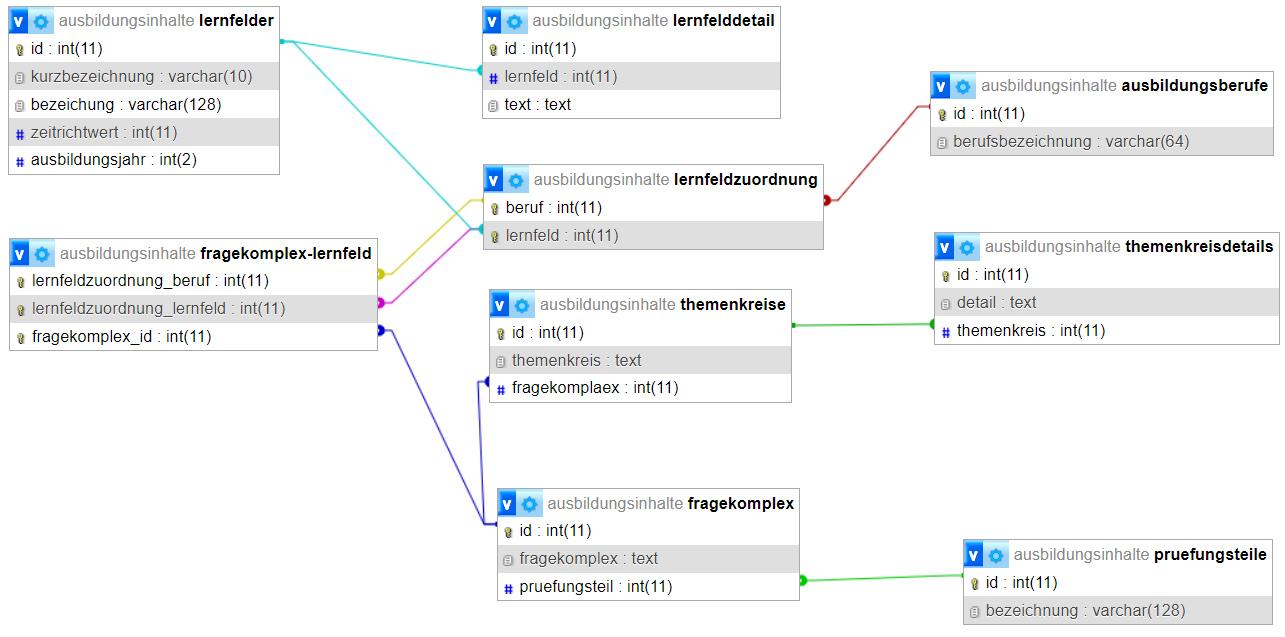 ausbildungsinhalte lernfelder
id : int(11)
kurzbezeichnung : varchar(10)
bezeichung : varchar(128)
# zeitrichtwert : int(11)
# ausbildungsjahr : int(2)
ausbildungsinhalte lernfelddetail
id : int(11)
# lernfeld : int(11)
text : text
ausbildungsinhalte ausbildungsberufe
id : int(11)
berufsbezeichnung : varchar(64)
ausbildungsinhalte lernfeldzuordnung
beruf : int(11)
lernfeld : int(11)
ausbildungsinhalte fragekomplex-lernfeld
lernfeldzuordnung_beruf : int(11)
lernfeldzuordnung_lernfeld : int(11)
fragekomplex_id : int(11)
ausbildungsinhalte themenkreisdetails
id : int(11)
detail : text
# themenkreis : int(11)
ausbildungsinhalte themenkreise
id : int(11)
themenkreis : text
# fragekomplaex : int(11)
ausbildungsinhalte fragekomplex
id : int(11)
fragekomplex : text
# pruefungsteil : int(11)
ausbildungsinhalte pruefungsteile
id : int(11)
bezeichnung : varchar(128)